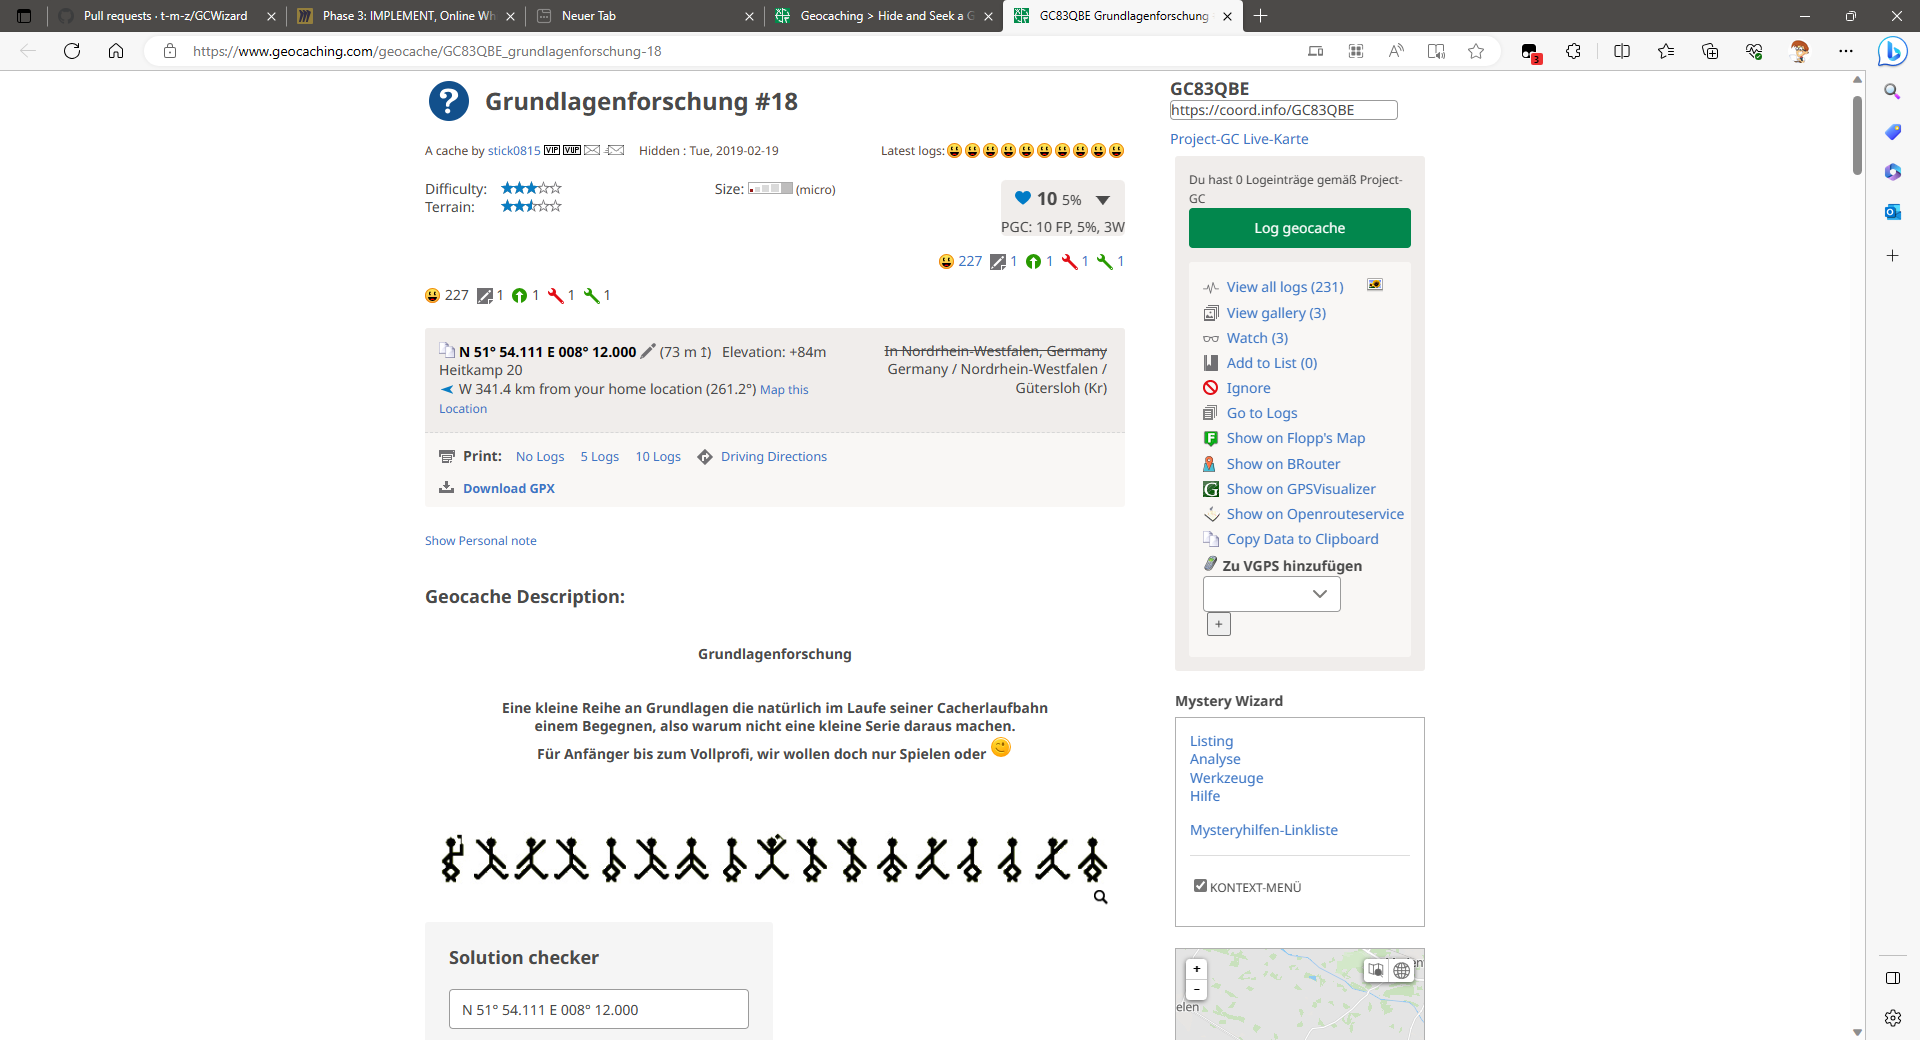 Pull requests · t-m-z/GCWizard
Phase 3: IMPLEMENT, Online Wh
Neuer Tab
Geocaching > Hide and Seek a G
GC83QBE Grundlagenforschung
https://www.geocaching.com/geocache/GC83QBE_grundlagenforschung-18
3
Grundlagenforschung #18
A cache by stick0815 VIP VUP Hidden : Tue, 2019-02-19 Latest logs:
Difficulty:
Size: (micro)
Terrain:
10 5%
PGC: 10 FP, 5%, 3W
227 1 1 1 1
227 1 1 1 1
N 51° 54.111 E 008° 12.000 (73 m ↥) Elevation: +84m
Heitkamp 20
W 341.4 km from your home location (261.2°) Map this
Location
In Nordrhein-Westfalen, Germany
Germany / Nordrhein-Westfalen /
Gütersloh (Kr)
Print: No Logs 5 Logs 10 Logs Driving Directions
Download GPX
Show Personal note
Geocache Description:
Grundlagenforschung
Eine kleine Reihe an Grundlagen die natürlich im Laufe seiner Cacherlaufbahn
einem Begegnen, also warum nicht eine kleine Serie daraus machen.
Für Anfänger bis zum Vollprofi, wir wollen doch nur Spielen oder
Solution checker
N 51° 54.111 E 008° 12.000
GC83QBE
https://coord.info/GC83QBE
Project-GC Live-Karte
Du hast 0 Logeinträge gemäß Project-
GC
Log geocache
View all logs (231)
View gallery (3)
Watch (3)
Add to List (0)
Ignore
Go to Logs
Show on Flopp's Map
Show on BRouter
Show on GPSVisualizer
Show on Openrouteservice
Copy Data to Clipboard
Zu VGPS hinzufügen
+
Mystery Wizard
Listing
Analyse
Werkzeuge
Hilfe
Mysteryhilfen-Linkliste
KONTEXT-MENÜ
+
-
elen